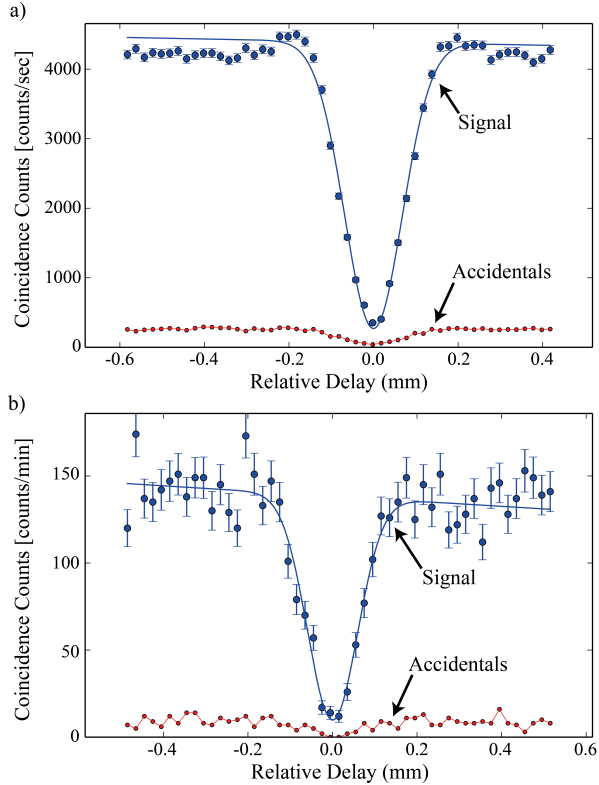 a)
Coincidence Counts [counts/sec]
4000
3000
2000
1000
0
Signal
Accidentals
-0.6
-0.4
-0.2
0.0
0.2
0.4
Relative Delay (mm)
b)
Coincidence Counts [counts/min]
150
100
50
0
Signal
Accidentals
-0.4
-0.2
0.0
0.2
0.4
0.6
Relative Delay (mm)